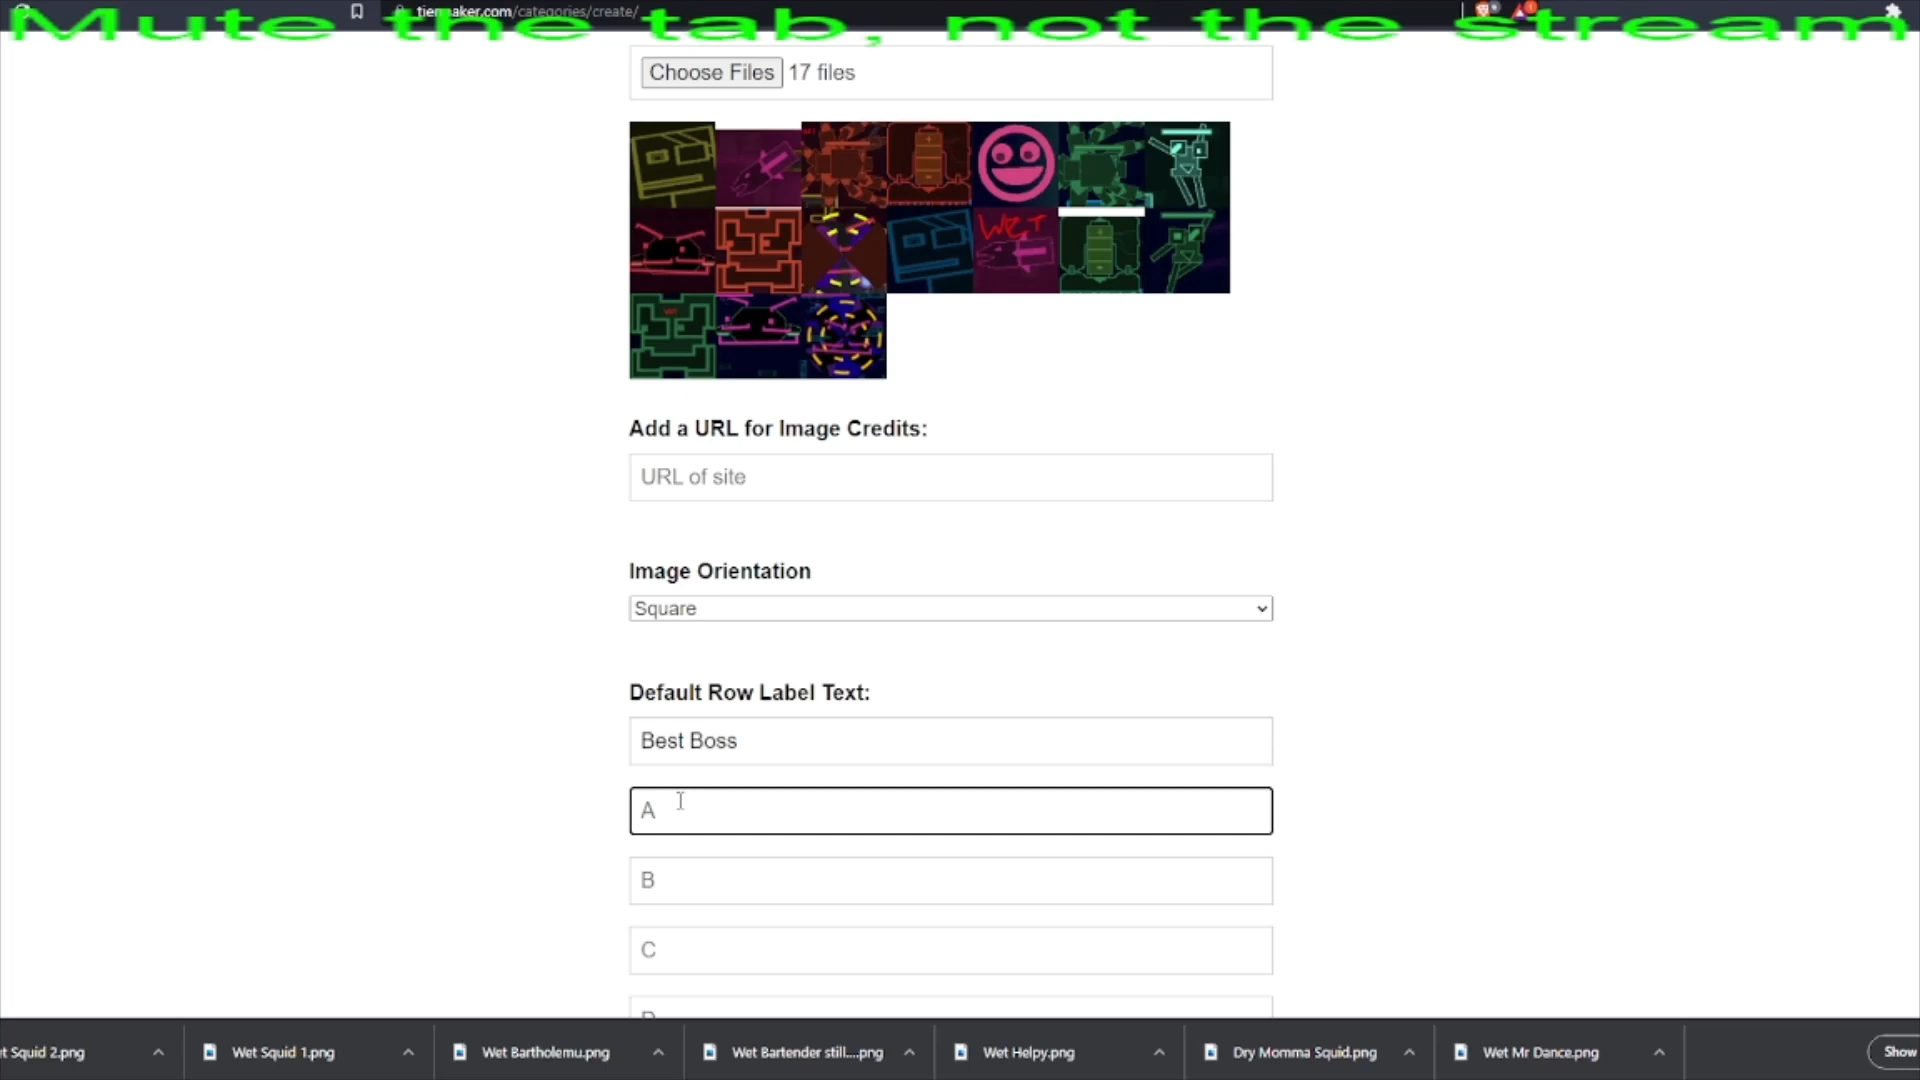 tiermaker.com/categories/create/
Mute the tab, not the stream
Choose Files 17 files
WET
Add a URL for Image Credits:
URL of site
Image Orientation
Square
Default Row Label Text:
Best Boss
A
B
C
D
t Squid 2.png
Wet Squid 1.png
Wet Bartholemu.png
Wet Bartender still....png
Wet Helpy.png
Dry Momma Squid.png
Wet Mr Dance.png
Show